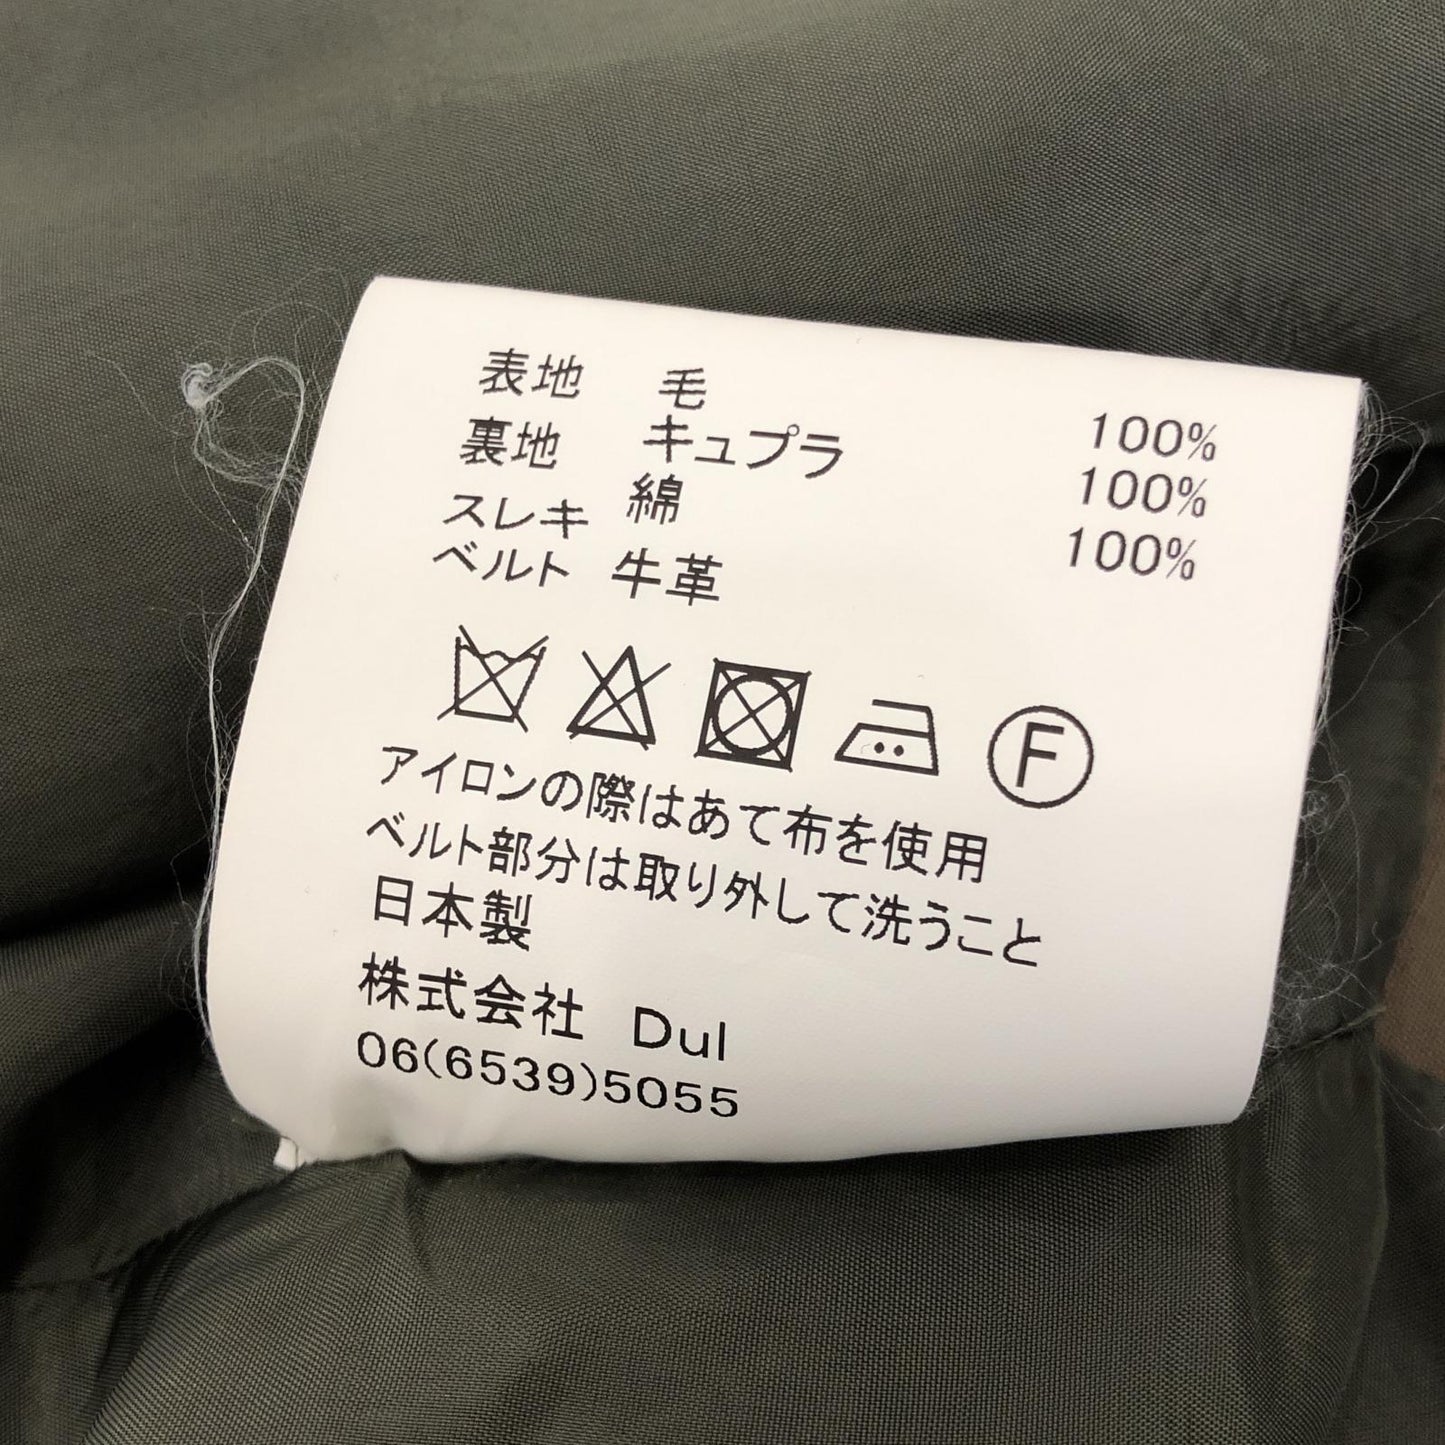 表地 毛 100%
裏地 キュプラ 100%
スレキ 綿 100%
ベルト 牛革
F
アイロンの際はあて布を使用
ベルト部分は取り外して洗うこと
日本製
株式会社 Dul
06(6539)5055